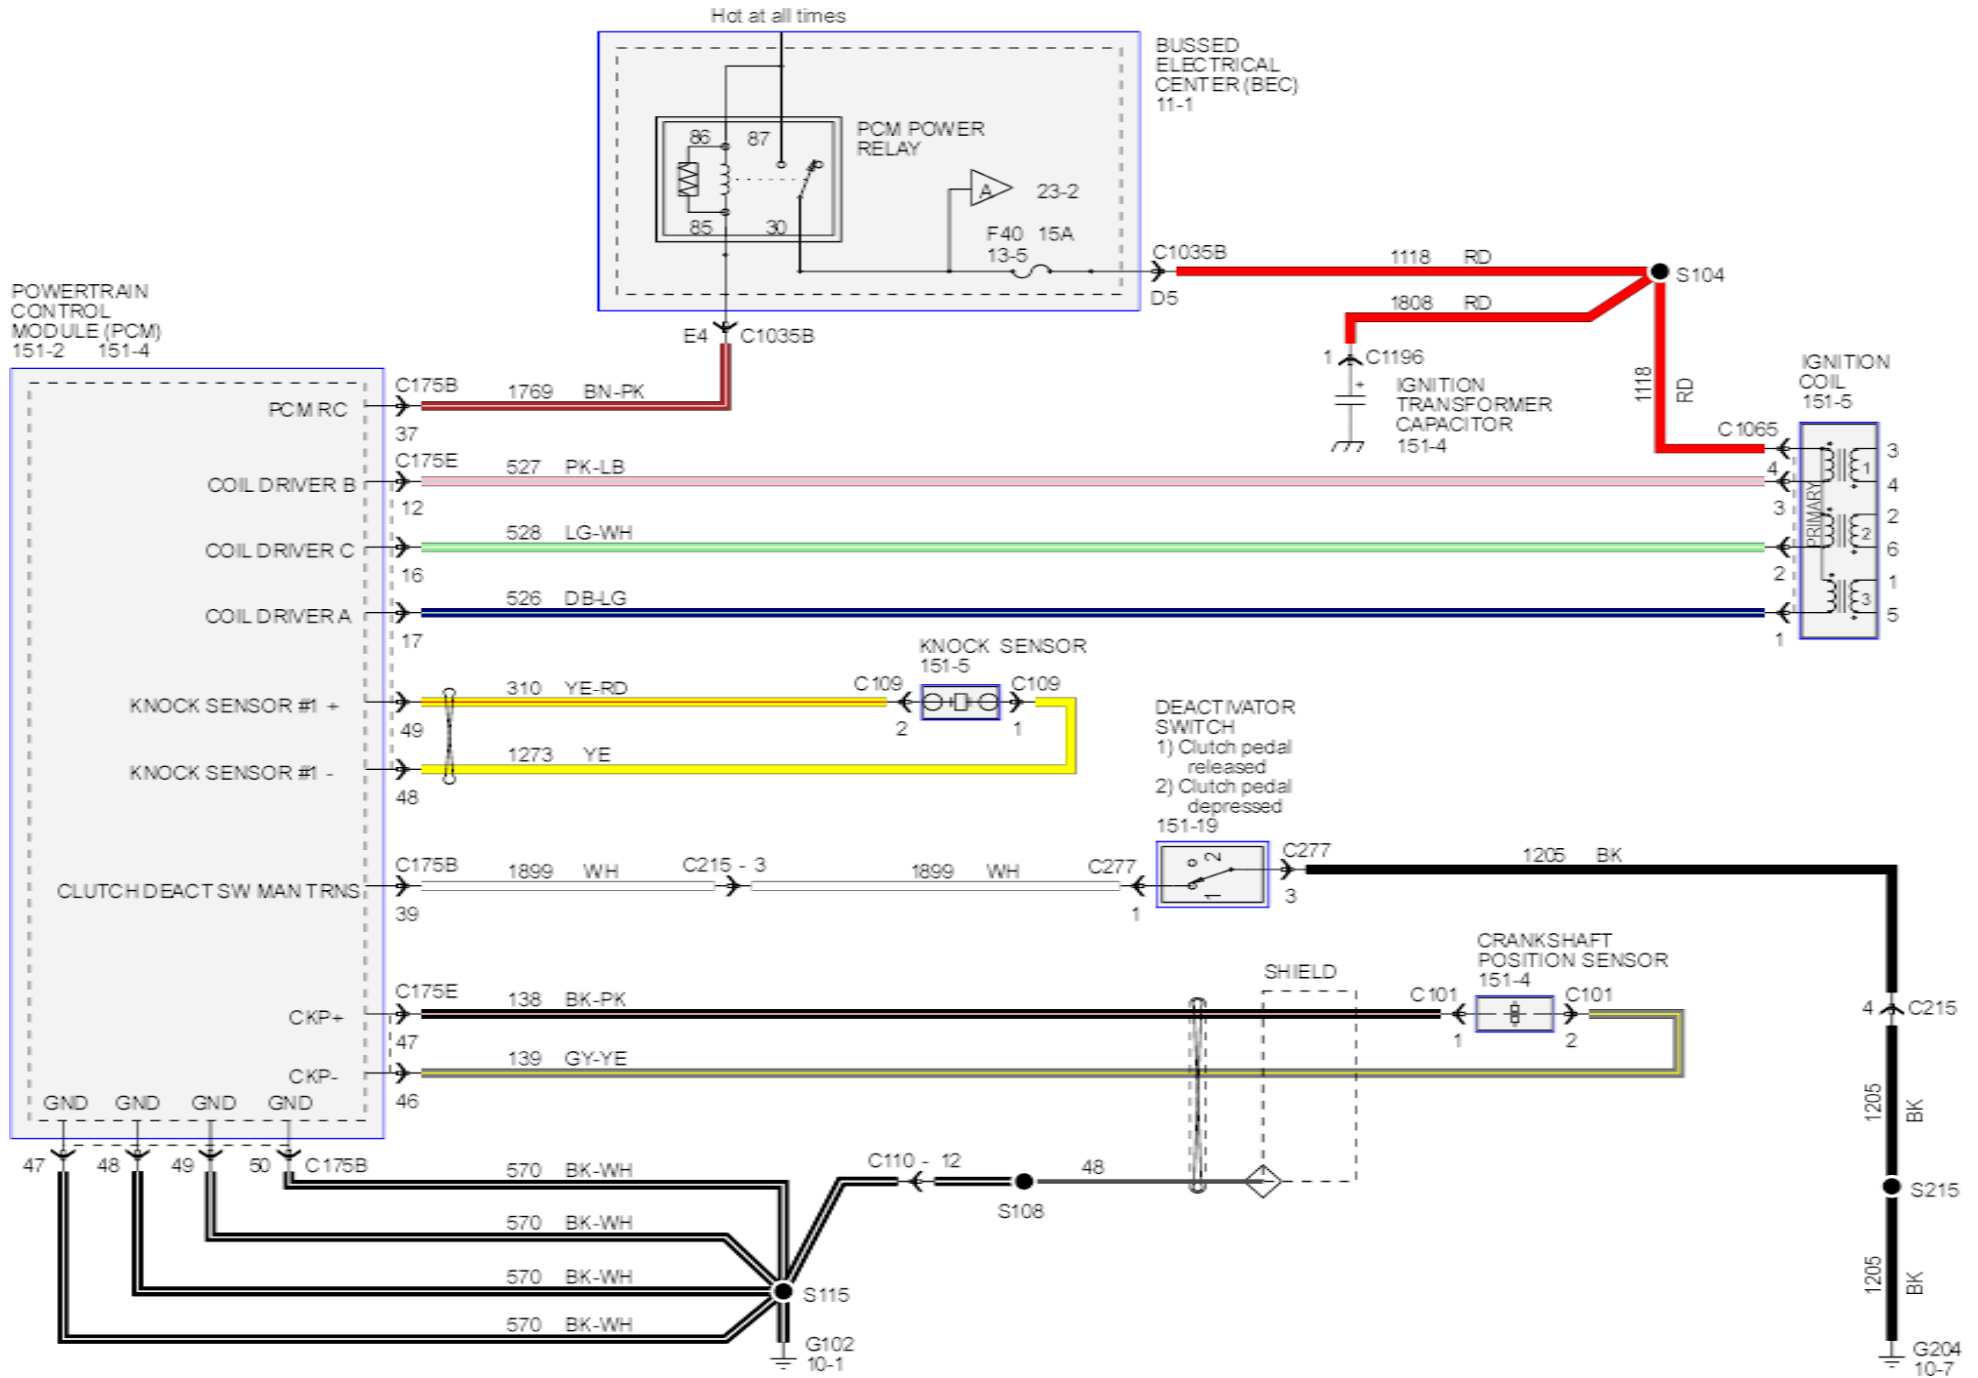 Hot at all times
BUSSED
ELECTRICAL
CENTER (BEC)
11-1
PCM POWER
RELAY
86
87
85
30
A
23-2
F40 15A
13-5
C1035B
D5
1118 RD
S104
1808 RD
E4
C1035B
1
C1196
+
IGNITION
TRANSFORMER
CAPACITOR
151-4
1118
RD
IGNITION
COIL
151-5
C1065
POWERTRAIN
CONTROL
MODULE (PCM)
151-2 151-4
PCM RC
C175B
37
1769 BN-PK
COIL DRIVER B
C175E
12
527 PK-LB
4
3
PRIMARY
1
3
4
COIL DRIVER C
16
528 LG-WH
2
2
2
6
COIL DRIVER A
17
526 DB-LG
1
3
1
5
KNOCK SENSOR
151-5
KNOCK SENSOR #1 +
49
310 YE-RD
C109
2
C109
1
KNOCK SENSOR #1 -
48
1273 YE
DEACTIVATOR
SWITCH
1) Clutch pedal
released
2) Clutch pedal
depressed
151-19
CLUTCH DEACT SW MAN TRNS
C175B
39
1899 WH
C215 - 3
1899 WH
C277
1
2
1
C277
3
1205 BK
CRANKSHAFT
POSITION SENSOR
151-4
SHIELD
CKP+
C175E
47
138 BK-PK
C101
1
C101
2
4
C215
CKP-
46
139 GY-YE
1205
BK
GND GND GND GND
47
48
49
50
C175B
570 BK-WH
C110 - 12
48
S108
S215
570 BK-WH
570 BK-WH
S115
570 BK-WH
G102
10-1
1205
BK
G204
10-7